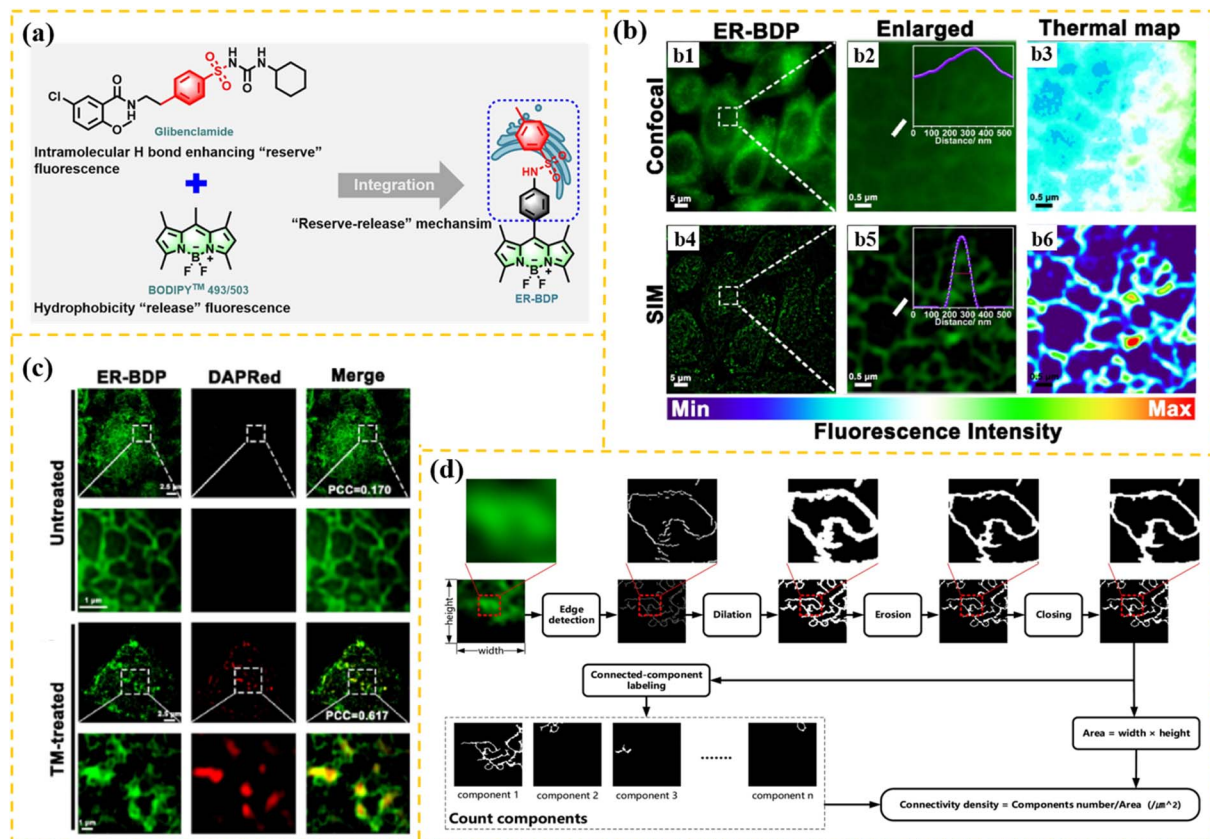 (a)
Cl
O
N
H
O
S
O
O
H
N
O
H
N
Glibenclamide
Intramolecular H bond enhancing “reserve”
fluorescence
Integration
“Reserve-release” mechansim
N
B
N
+
F
F
BODIPY™ 493/503
Hydrophobicity “release” fluorescence
O
S
O
HN
N
B
N
+
F
F
ER-BDP
(b)
ER-BDP
Enlarged
Thermal map
Confocal
b1
5 μm
b2
0 100 200 300 400 500
Distance/ nm
0.5 μm
b3
0.5 μm
SIM
b4
5 μm
b5
0 100 200 300 400 500
Distance/ nm
0.5 μm
b6
0.5 μm
Min
Max
Fluorescence Intensity
(c)
ER-BDP
DAPRed
Merge
Untreated
2.5 μm
PCC=0.170
1 μm
TM-treated
2.5 μm
PCC=0.617
1 μm
(d)
height
width
Edge
detection
Dilation
Erosion
Closing
Connected-component
labeling
component 1
component 2
component 3
.......
component n
Count components
Area = width × height
Connectivity density = Components number/Area (/μm^2)